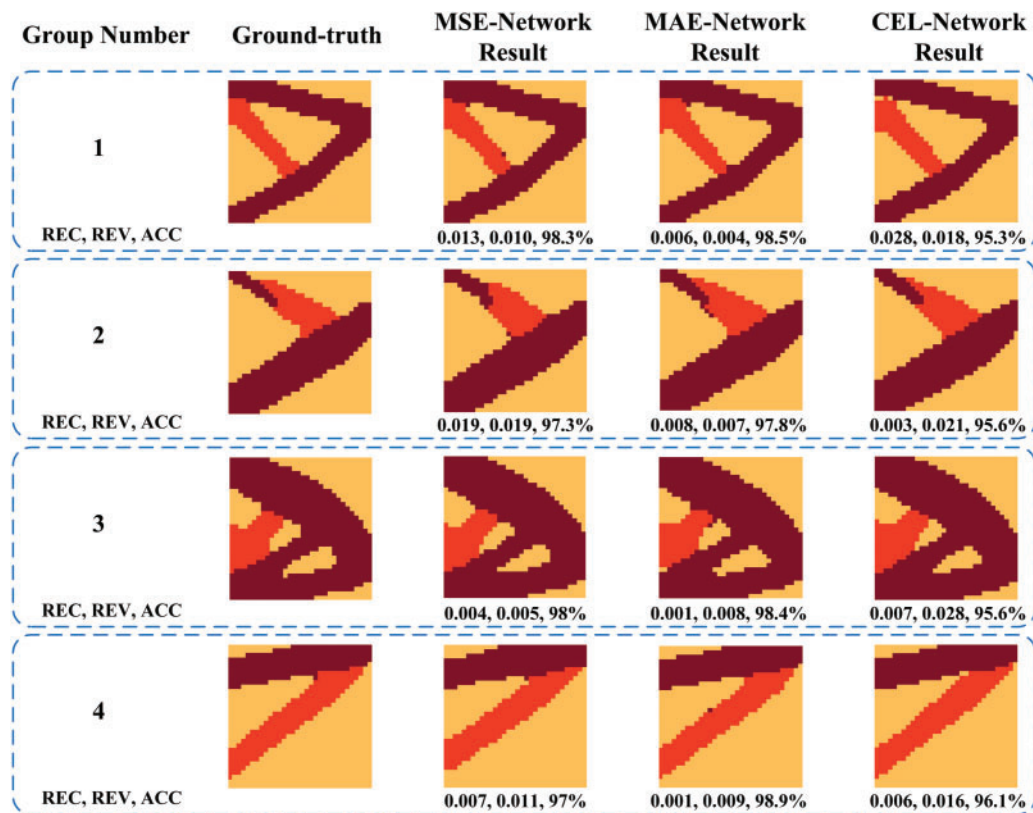 Group Number Ground-truth MSE-Network Result MAE-Network Result CEL-Network Result
1
REC, REV, ACC 0.013, 0.010, 98.3% 0.006, 0.004, 98.5% 0.028, 0.018, 95.3%
2
REC, REV, ACC 0.019, 0.019, 97.3% 0.008, 0.007, 97.8% 0.003, 0.021, 95.6%
3
REC, REV, ACC 0.004, 0.005, 98% 0.001, 0.008, 98.4% 0.007, 0.028, 95.6%
4
REC, REV, ACC 0.007, 0.011, 97% 0.001, 0.009, 98.9% 0.006, 0.016, 96.1%